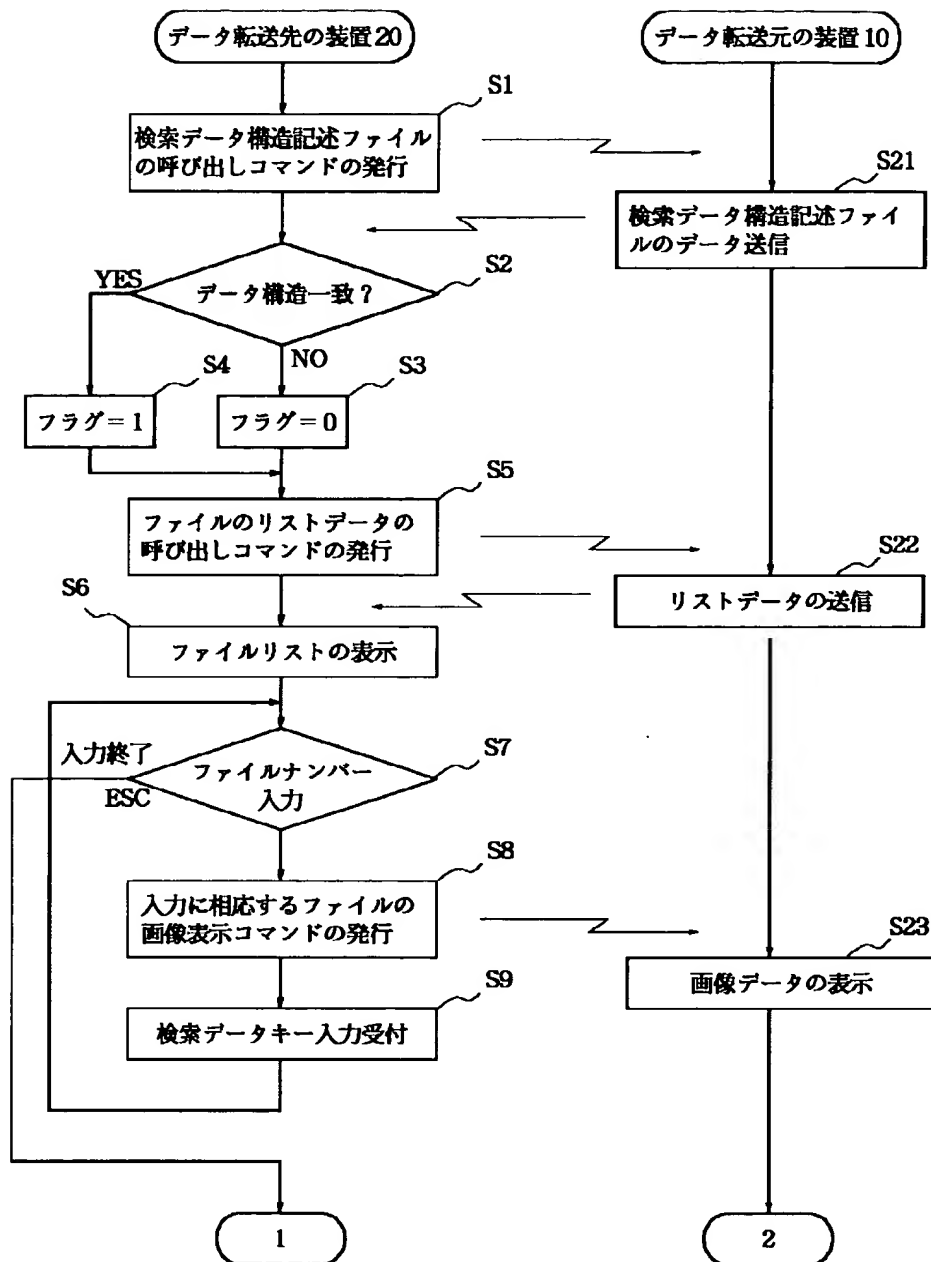 データ転送先の装置20
データ転送元の装置10
S1
検索データ構造記述ファイル
の呼び出しコマンドの発行
S21
検索データ構造記述ファイ
ルのデータ送信
S2
YES
データ構造一致？
NO
S4
S3
フラグ＝1
フラグ＝0
S5
ファイルのリストデータの
呼び出しコマンドの発行
S22
リストデータの送信
S6
ファイルリストの表示
S7
入力終了
ESC
ファイルナンバー
入力
S8
入力に相応するファイルの
画像表示コマンドの発行
S23
画像データの表示
S9
検索データキー入力受付
1
2